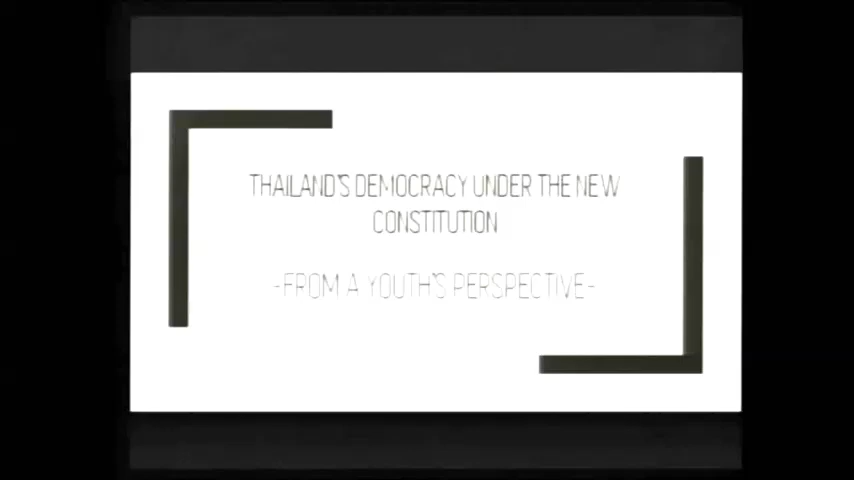 THAILAND'S DEMOCRACY UNDER THE NEW
CONSTITUTION
-FROM A YOUTH'S PERSPECTIVE-